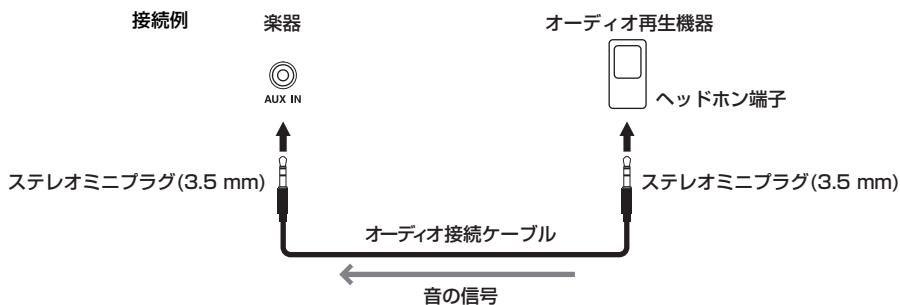 接続例
楽器
オーディオ再生機器
AUX IN
ヘッドホン端子
ステレオミニプラグ(3.5 mm)
ステレオミニプラグ(3.5 mm)
オーディオ接続ケーブル
音の信号